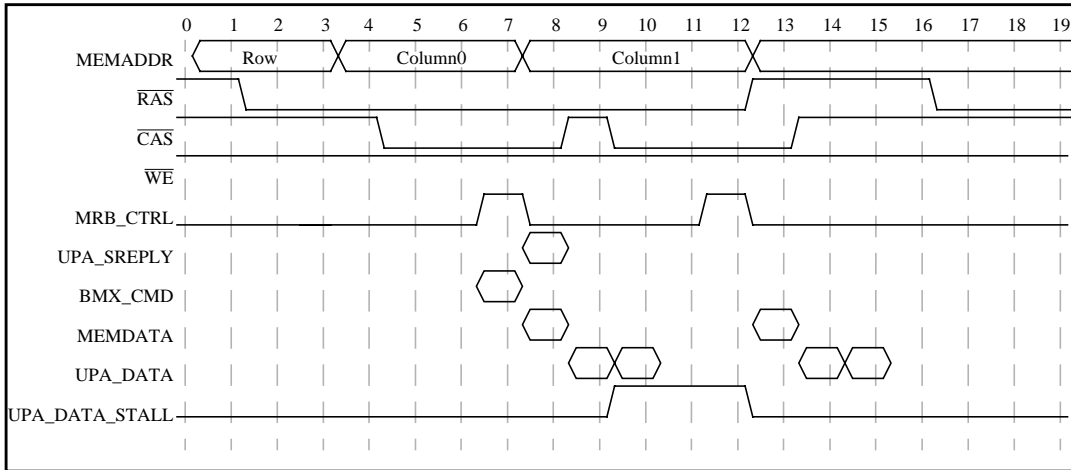 0 1 2 3 4 5 6 7 8 9 10 11 12 13 14 15 16 17 18 19
MEMADDR Row Column0 Column1
RAS
CAS
WE
MRB_CTRL
UPA_SREPLY
BMX_CMD
MEMDATA
UPA_DATA
UPA_DATA_STALL